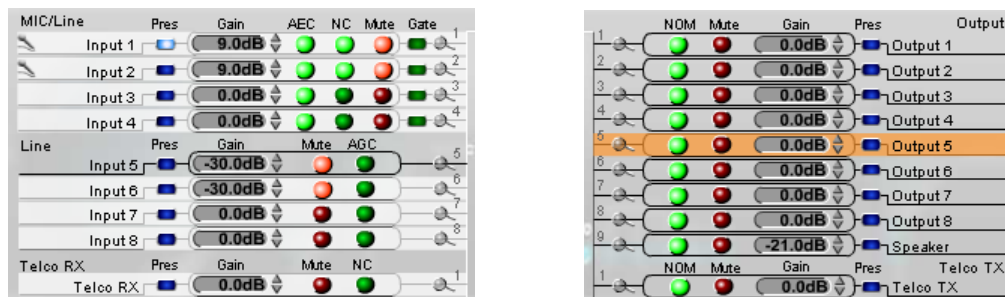 MIC/Line Pres Gain AEC NC Mute Gate
Input 1 9.0dB 1
Input 2 9.0dB 2
Input 3 0.0dB 3
Input 4 0.0dB 4
Line Pres Gain Mute AGC
Input 5 -30.0dB 5
Input 6 -30.0dB 6
Input 7 0.0dB 7
Input 8 0.0dB 8
Telco RX Pres Gain Mute NC
Telco RX 0.0dB 1
NOM Mute Gain Pres Output
1 0.0dB Output 1
2 0.0dB Output 2
3 0.0dB Output 3
4 0.0dB Output 4
5 0.0dB Output 5
6 0.0dB Output 6
7 0.0dB Output 7
8 0.0dB Output 8
9 -21.0dB Speaker
NOM Mute Gain Pres Telco TX
1 0.0dB Telco TX